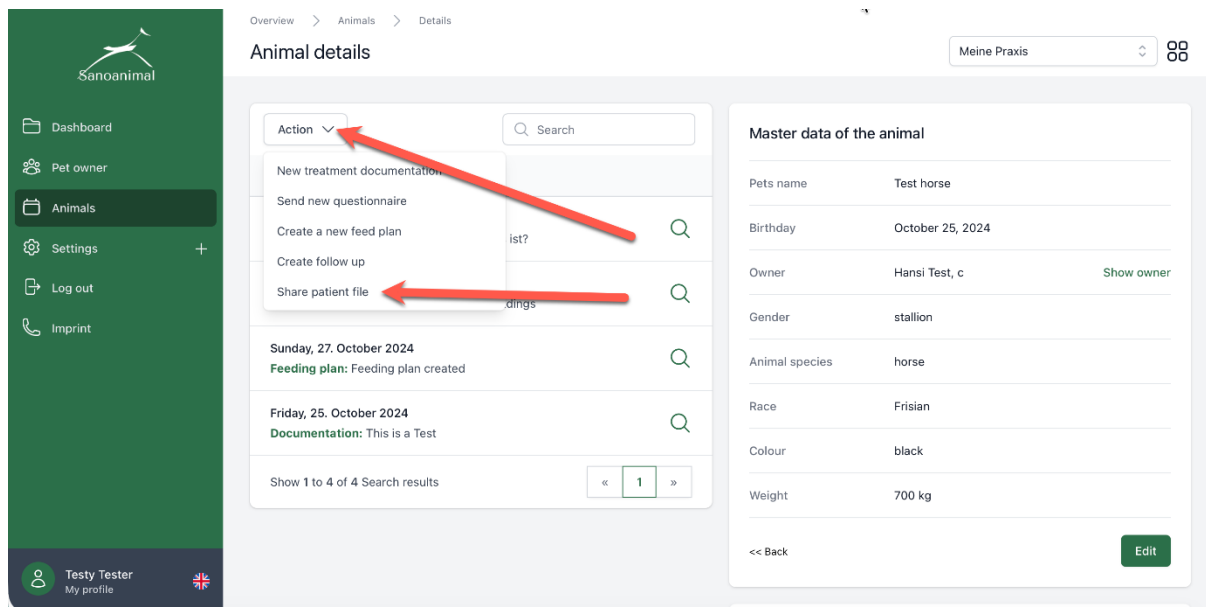 Sanoanimal
Dashboard
Pet owner
Animals
Settings
Log out
Imprint
Testy Tester
My profile
Overview > Animals > Details
Animal details
Meine Praxis
Action
Search
New treatment documentation
Send new questionnaire
Create a new feed plan
Create follow up
Share patient file
ist?
dings
Sunday, 27. October 2024
Feeding plan: Feeding plan created
Friday, 25. October 2024
Documentation: This is a Test
Show 1 to 4 of 4 Search results
« 1 »
Master data of the animal
Pets name Test horse
Birthday October 25, 2024
Owner Hansi Test, c Show owner
Gender stallion
Animal species horse
Race Frisian
Colour black
Weight 700 kg
<< Back
Edit